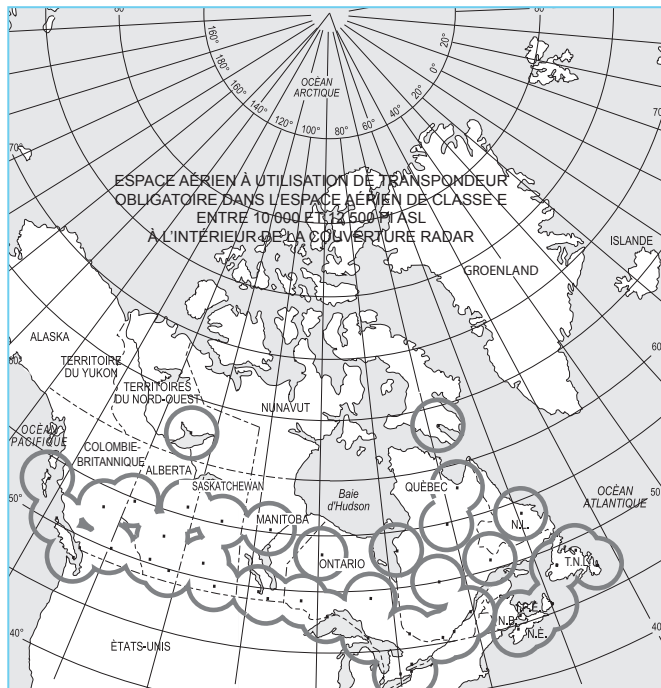 160°
180°
180°
160°
140°
120°
100°
80°
60°
40°
20°
0°
20°
OCÉAN
ARCTIQUE
70°
ESPACE AÉRIEN À UTILISATION DE TRANSPONDEUR
OBLIGATOIRE DANS L'ESPACE AÉRIEN DE CLASSE E
ENTRE 10 000 ET 12 500 PI ASL
À L'INTÉRIEUR DE LA COUVERTURE RADAR
ISLANDE
GROENLAND
ALASKA
60°
TERRITOIRE
DU YUKON
TERRITOIRES
DU NORD-OUEST
NUNAVUT
OCÉAN
PACIFIQUE
COLOMBIE-
BRITANNIQUE
ALBERTA
SASKATCHEWAN
MANITOBA
Baie
d'Hudson
QUÉBEC
OCÉAN
ATLANTIQUE
50°
50°
N.L.
ONTARIO
T.N.L.
Î.P.É.
N.B.
N.É.
40°
40°
ÉTATS-UNIS
80°
60°